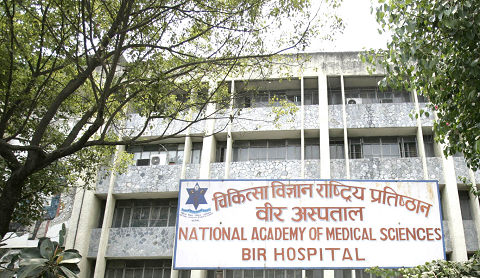 चिकित्सा विज्ञान राष्ट्रिय प्रतिष्ठान
वीर अस्पताल
NATIONAL ACADEMY OF MEDICAL SCIENCES
BIR HOSPITAL